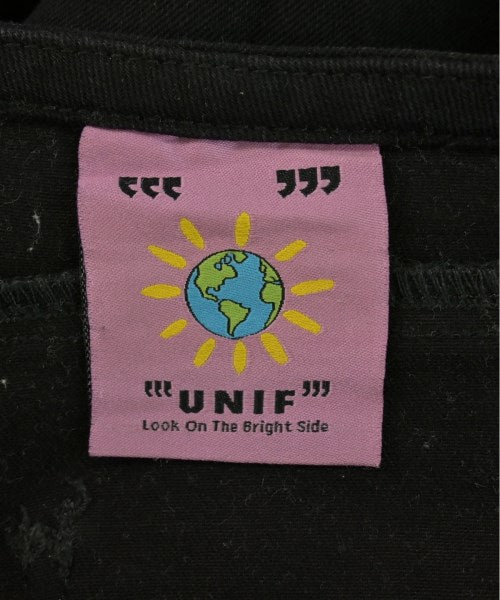 ‘‘‘ ’’’
‘‘‘UNIF’’’
Look On The Bright Side